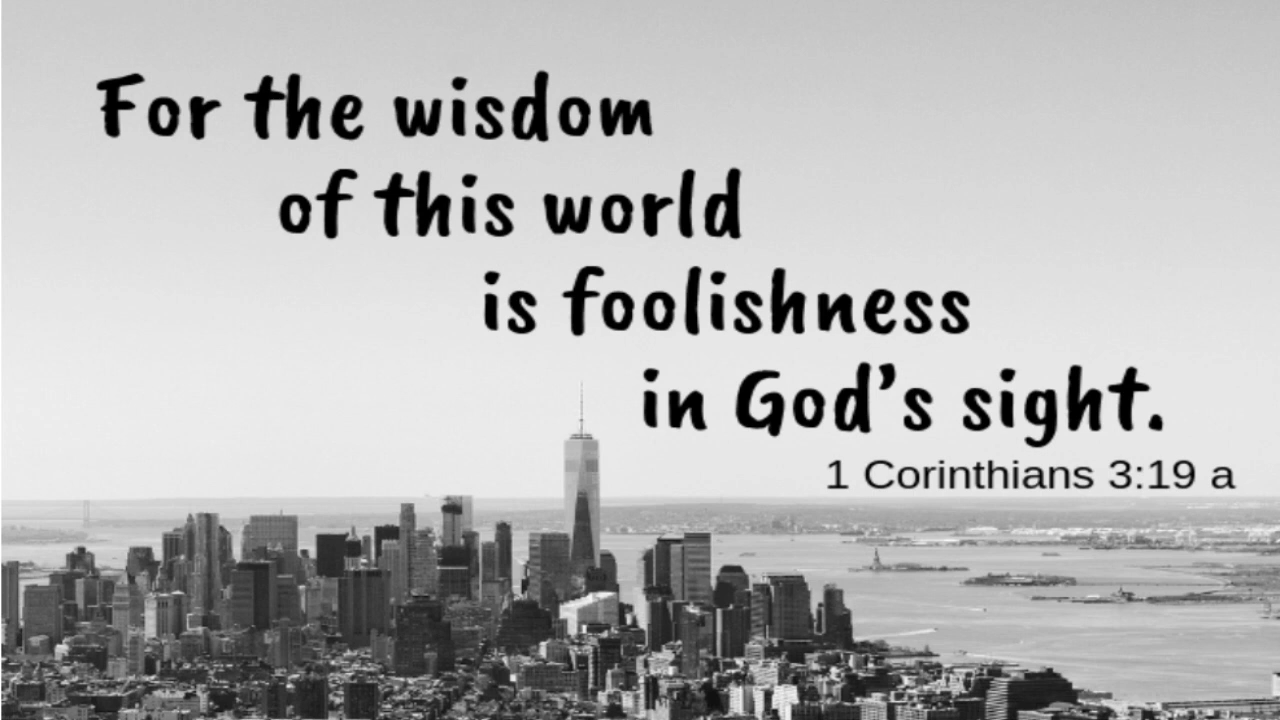 For the wisdom
of this world
is foolishness
in God’s sight.
1 Corinthians 3:19 a